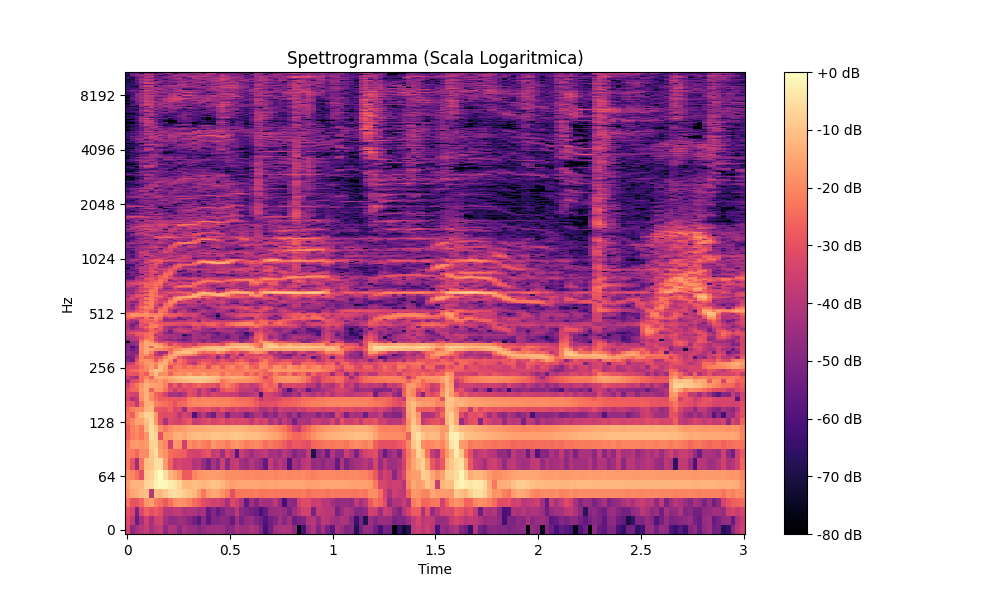 Spettrogramma (Scala Logaritmica)
Hz
8192
4096
2048
1024
512
256
128
64
0
0
0.5
1
1.5
2
2.5
3
Time
+0 dB
-10 dB
-20 dB
-30 dB
-40 dB
-50 dB
-60 dB
-70 dB
-80 dB